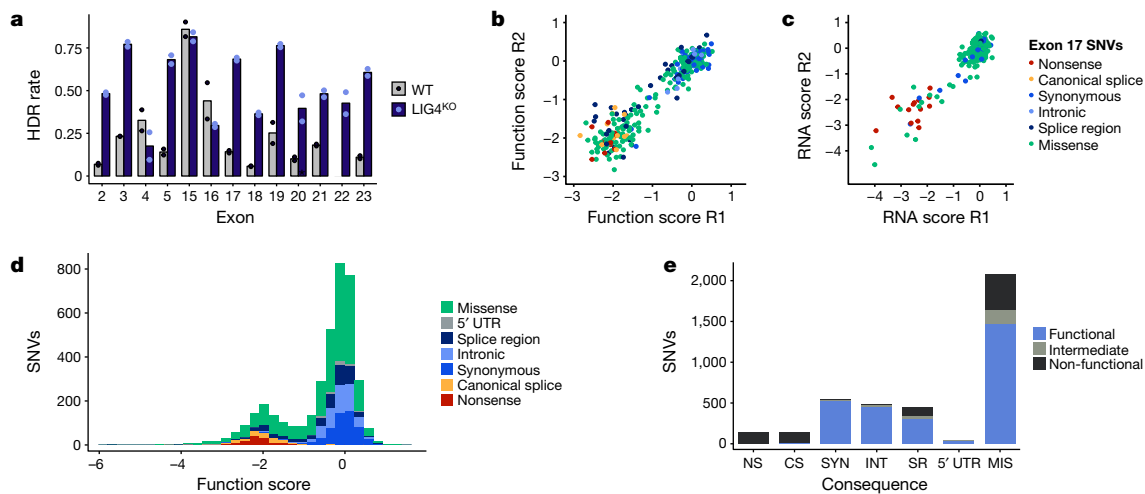 a
HDR rate
0.75
0.50
0.25
0
2 3 4 5 15 16 17 18 19 20 21 22 23
Exon
WT
LIG4KO
b
Function score R2
1
0
−1
−2
−3
−3 −2 −1 0 1
Function score R1
c
RNA score R2
1
0
−1
−2
−3
−4
−4 −3 −2 −1 0 1
RNA score R1
Exon 17 SNVs
Nonsense
Canonical splice
Synonymous
Intronic
Splice region
Missense
d
SNVs
800
600
400
200
0
−6 −4 −2 0
Function score
Missense
5′ UTR
Splice region
Intronic
Synonymous
Canonical splice
Nonsense
e
SNVs
2,000
1,500
1,000
500
0
NS CS SYN INT SR 5′ UTR MIS
Consequence
Functional
Intermediate
Non-functional